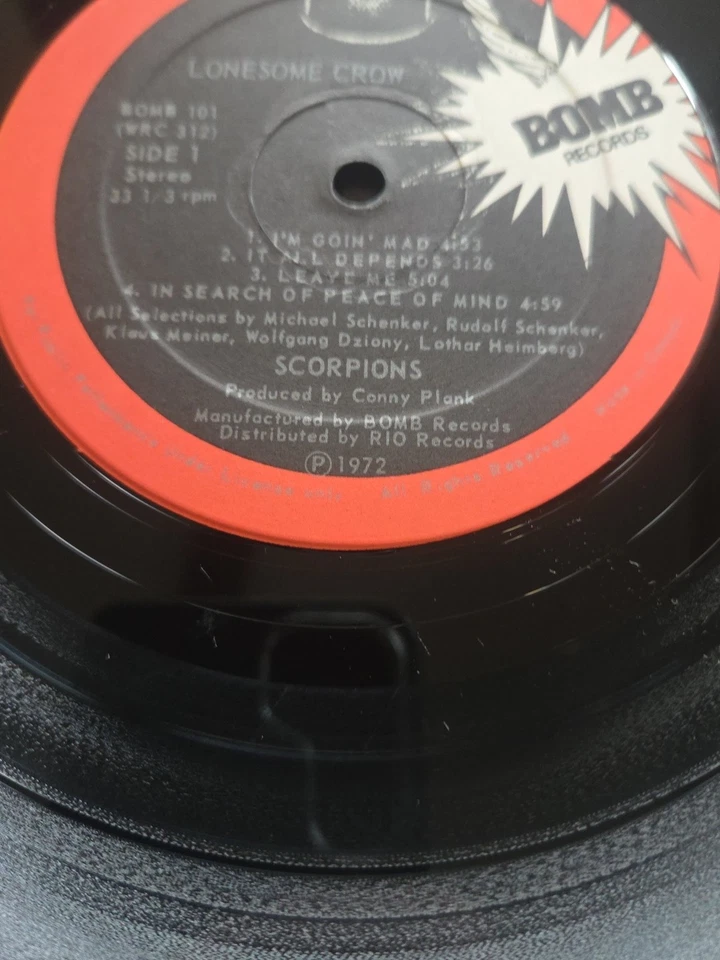 LONESOME CROW
BOMB
RECORDS
BOMB 101
(WRC 312)
SIDE 1
Stereo
33 1/3 rpm
1. I'M GOIN' MAD 4:53
2. IT ALL DEPENDS 3:26
3. LEAVE ME 5:04
4. IN SEARCH OF PEACE OF MIND 4:59
(All Selections by Michael Schenker, Rudolf Schenker,
Klaus Meiner, Wolfgang Dziony, Lothar Heimberg)
SCORPIONS
Produced by Conny Plank
Manufactured by BOMB Records
Distributed by RIO Records
Ⓟ 1972
All Rights Reserved